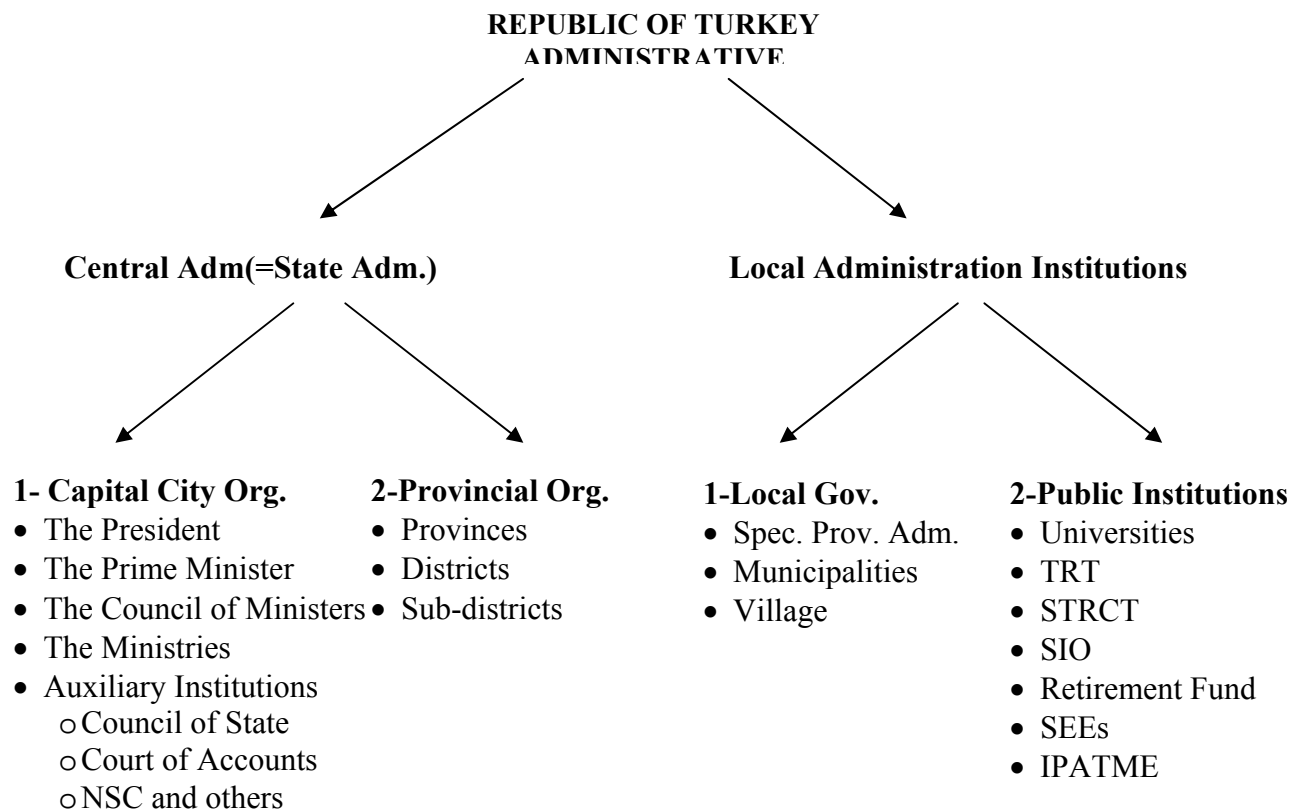 REPUBLIC OF TURKEY
ADMINISTRATIVE
Central Adm(=State Adm.)
Local Administration Institutions
1- Capital City Org.
• The President
• The Prime Minister
• The Council of Ministers
• The Ministries
• Auxiliary Institutions
o Council of State
o Court of Accounts
o NSC and others
2-Provincial Org.
• Provinces
• Districts
• Sub-districts
1-Local Gov.
• Spec. Prov. Adm.
• Municipalities
• Village
2-Public Institutions
• Universities
• TRT
• STRCT
• SIO
• Retirement Fund
• SEEs
• IPATME